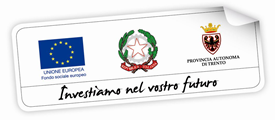 UNIONE EUROPEA
Fondo sociale europeo
PROVINCIA AUTONOMA
DI TRENTO
Investiamo nel vostro futuro